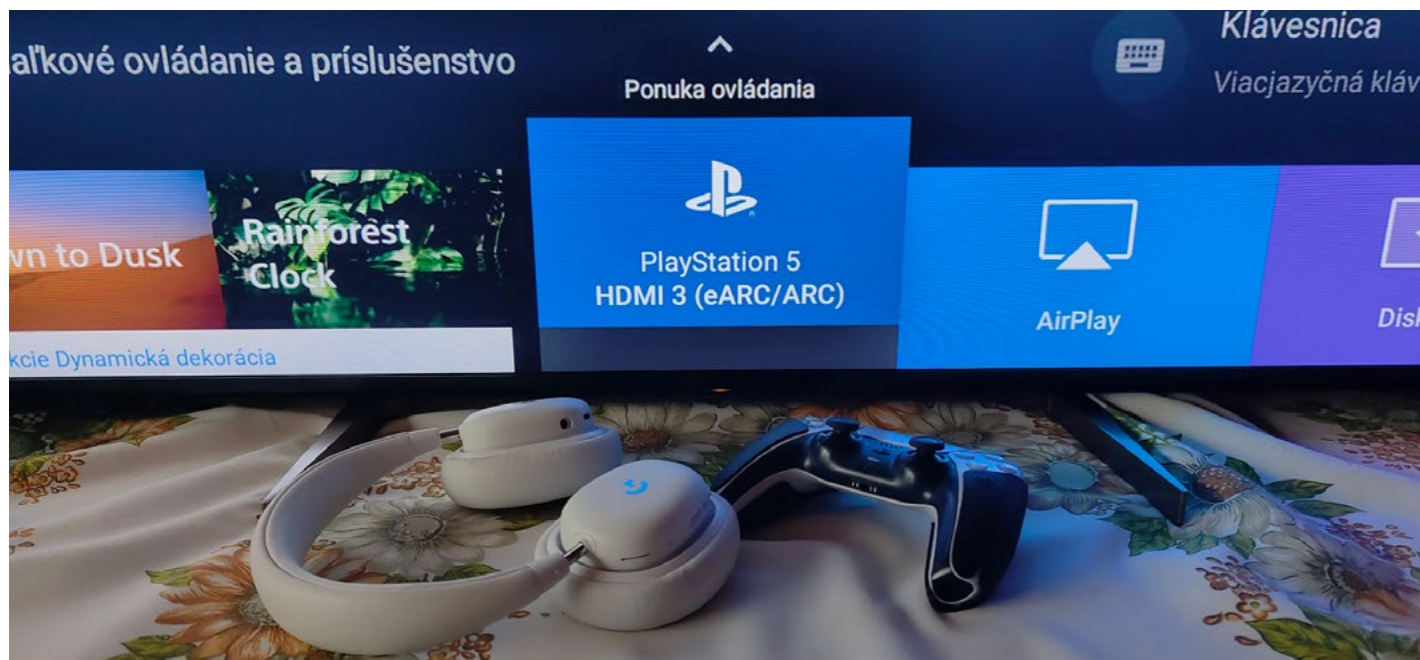 aľkové ovládanie a príslušenstvo
Ponuka ovládania
Klávesnica
Viacjazyčná kláv
wn to Dusk
Rainforest
Clock
kcie Dynamická dekorácia
PlayStation 5
HDMI 3 (eARC/ARC)
AirPlay
Dis